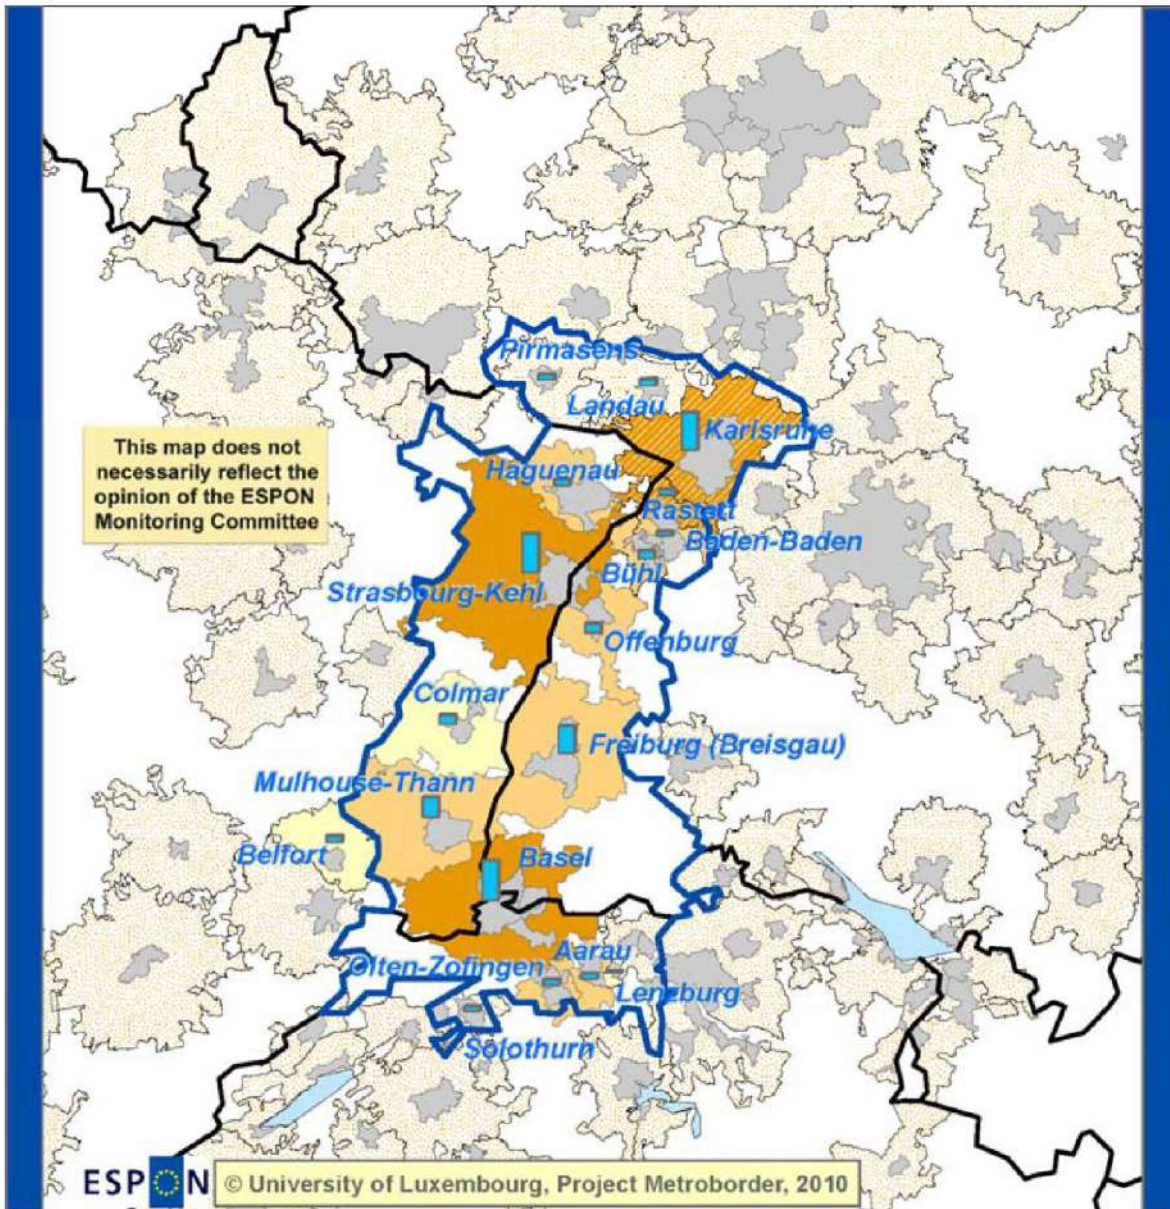 Pirmasens
Landau
Karlsruhe
This map does not
necessarily reflect the
opinion of the ESPON
Monitoring Committee
Haguenau
Rastatt
Baden-Baden
Bühl
Strasbourg-Kehl
Offenburg
Colmar
Freiburg (Breisgau)
Mulhouse-Thann
Belfort
Basel
Aarau
Olten-Zofingen
Lenzburg
Solothurn
ESPON
© University of Luxembourg, Project Metroborder, 2010